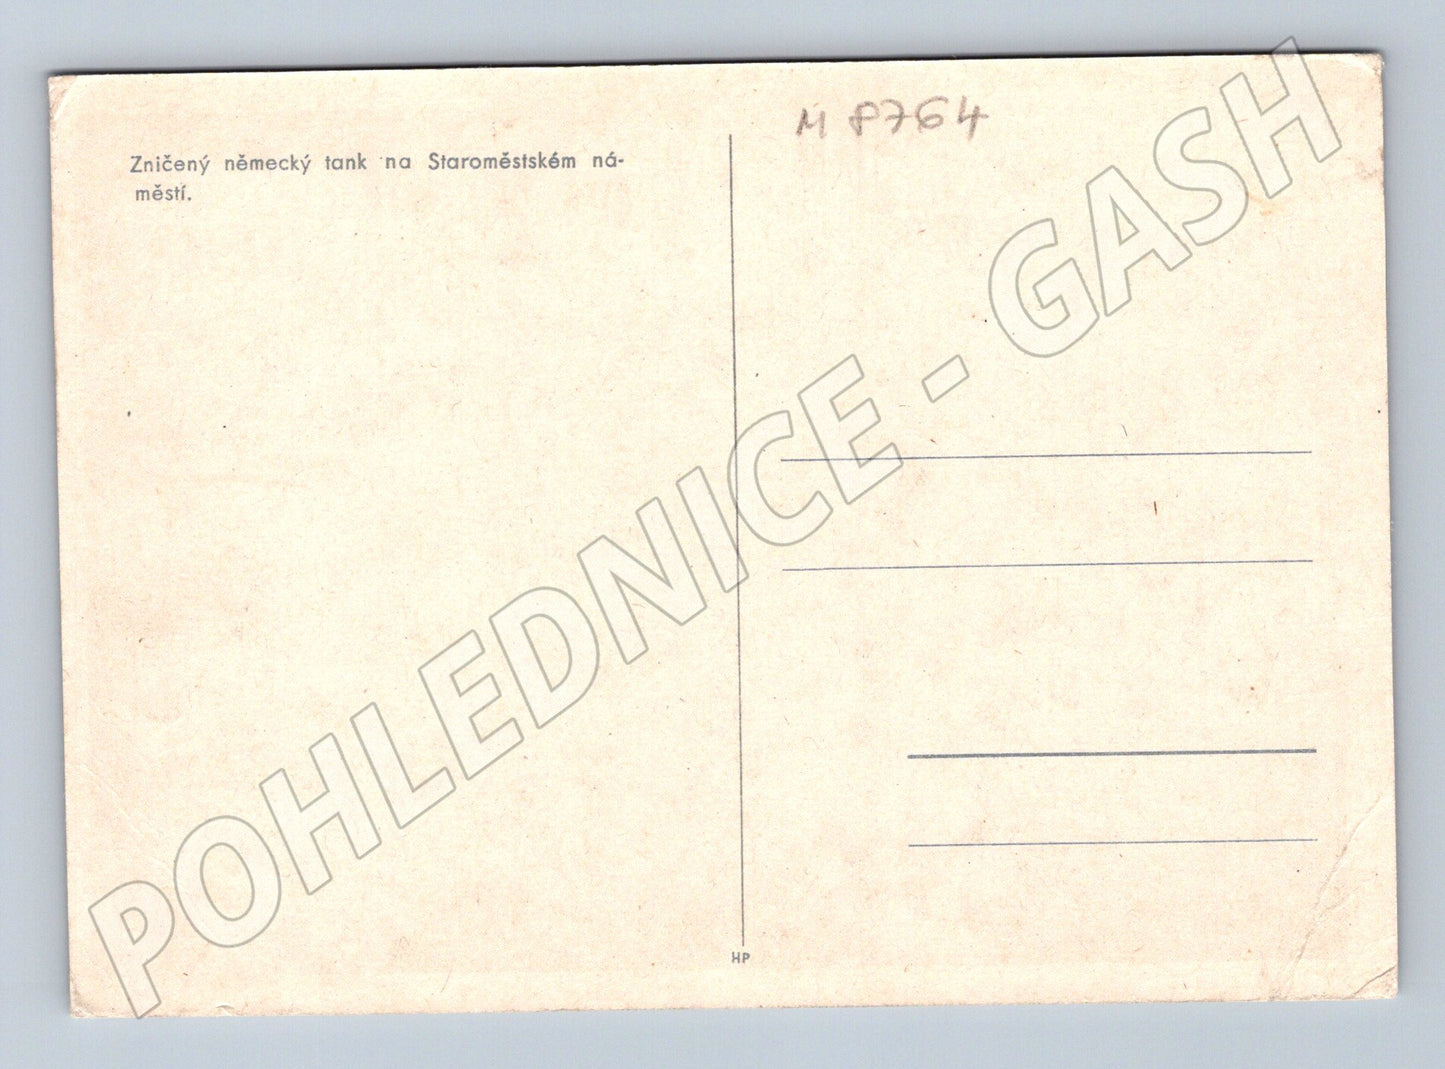 M 8764
Zničený německý tank na Staroměstském ná-
městí.
POHLEDNICE - GASH
HP